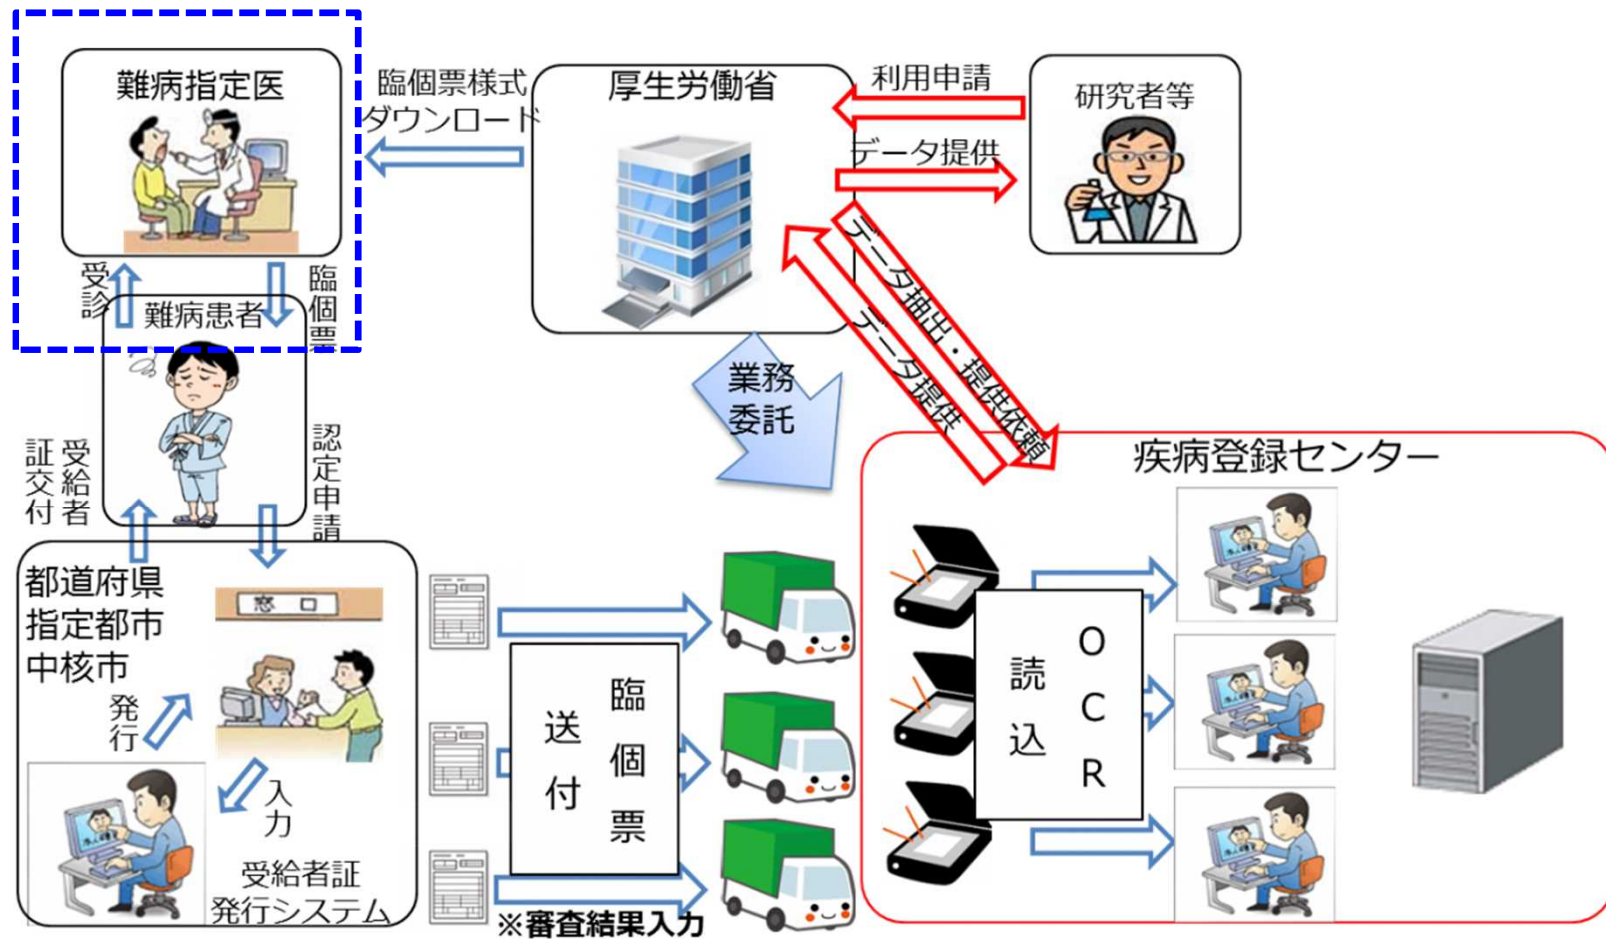 難病指定医
臨個票様式
ダウンロード
厚生労働省
利用申請
データ提供
研究者等
受診
臨個票
難病患者
データ抽出・提供依頼
データ提供
業務
委託
受給者
証交付
認定申請
疾病登録センター
都道府県
指定都市
中核市
窓口
発行
入力
受給者証
発行システム
臨個票
送付
※審査結果入力
OCR
読込